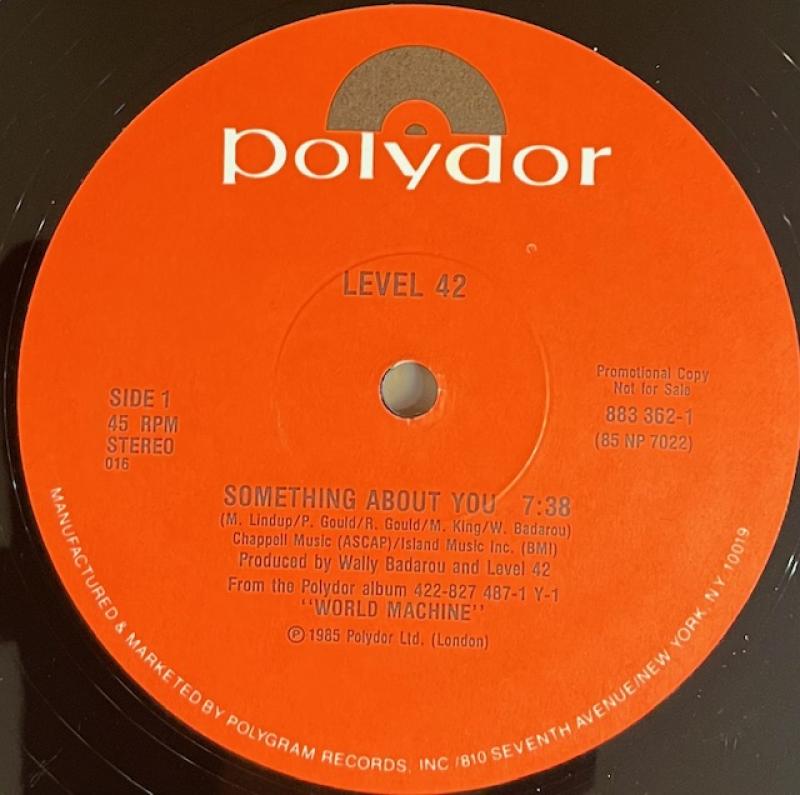 polydor
LEVEL 42
SIDE 1
45 RPM
STEREO
016
Promotional Copy
Not for Sale
883 362-1
(85 NP 7022)
SOMETHING ABOUT YOU 7:38
(M. Lindup/P. Gould/R. Gould/M. King/W. Badarou)
Chappell Music (ASCAP)/Island Music Inc. (BMI)
Produced by Wally Badarou and Level 42
From the Polydor album 422-827 487-1 Y-1
"WORLD MACHINE"
Ⓟ 1985 Polydor Ltd. (London)
MANUFACTURED & MARKETED BY POLYGRAM RECORDS, INC /810 SEVENTH AVENUE/NEW YORK, N.Y. 10019